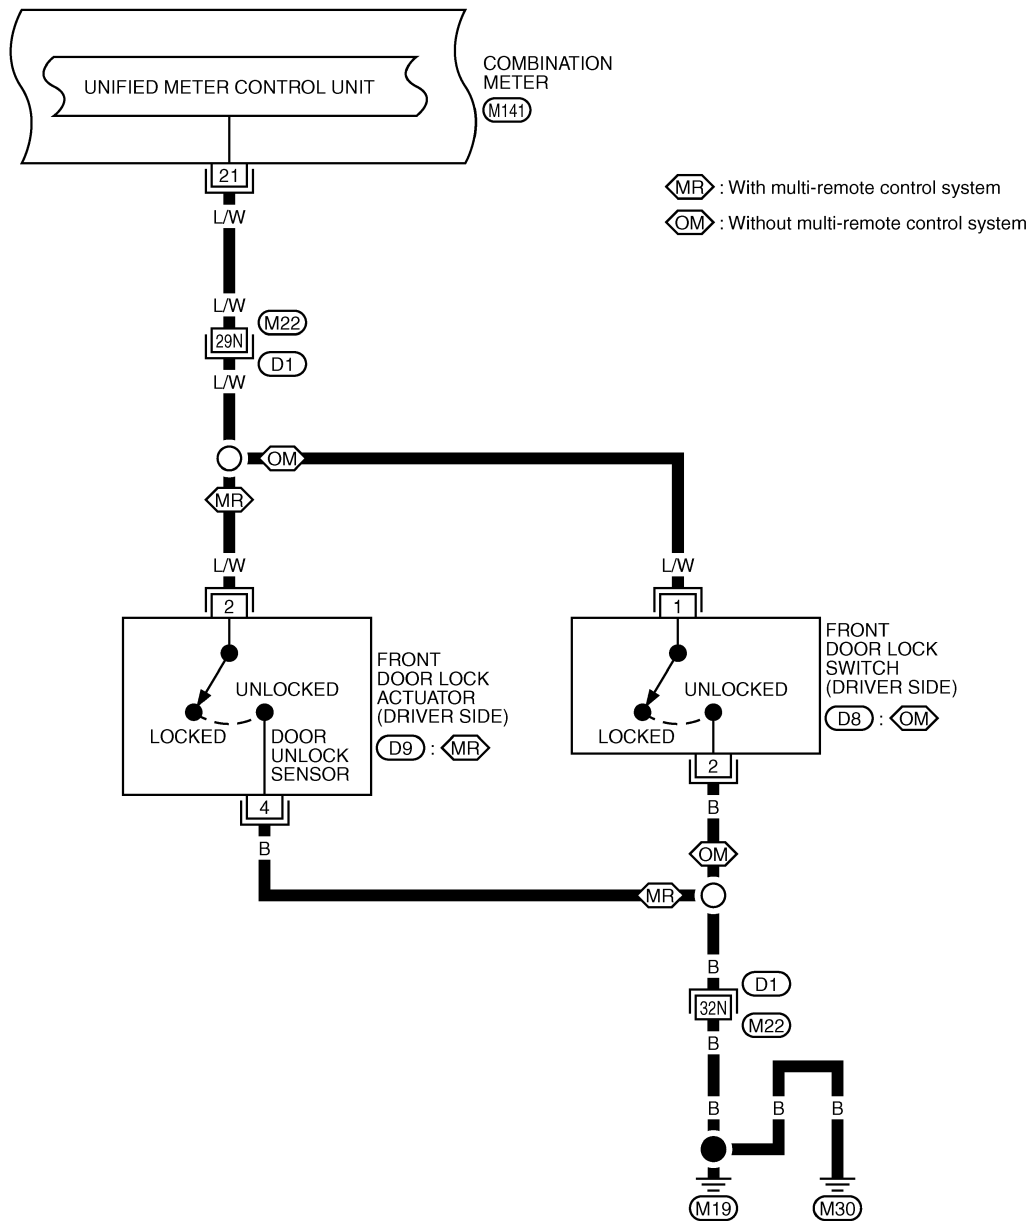 UNIFIED METER CONTROL UNIT
COMBINATION
METER
M141
21
L/W
MR : With multi-remote control system
OM : Without multi-remote control system
L/W
M22
29N
D1
L/W
OM
MR
L/W
L/W
2
1
FRONT
DOOR LOCK
ACTUATOR
(DRIVER SIDE)
D9 : MR
UNLOCKED
LOCKED
DOOR
UNLOCK
SENSOR
FRONT
DOOR LOCK
SWITCH
(DRIVER SIDE)
D8 : OM
UNLOCKED
LOCKED
4
2
B
B
OM
MR
B
D1
32N
M22
B
B
B
B
M19
M30